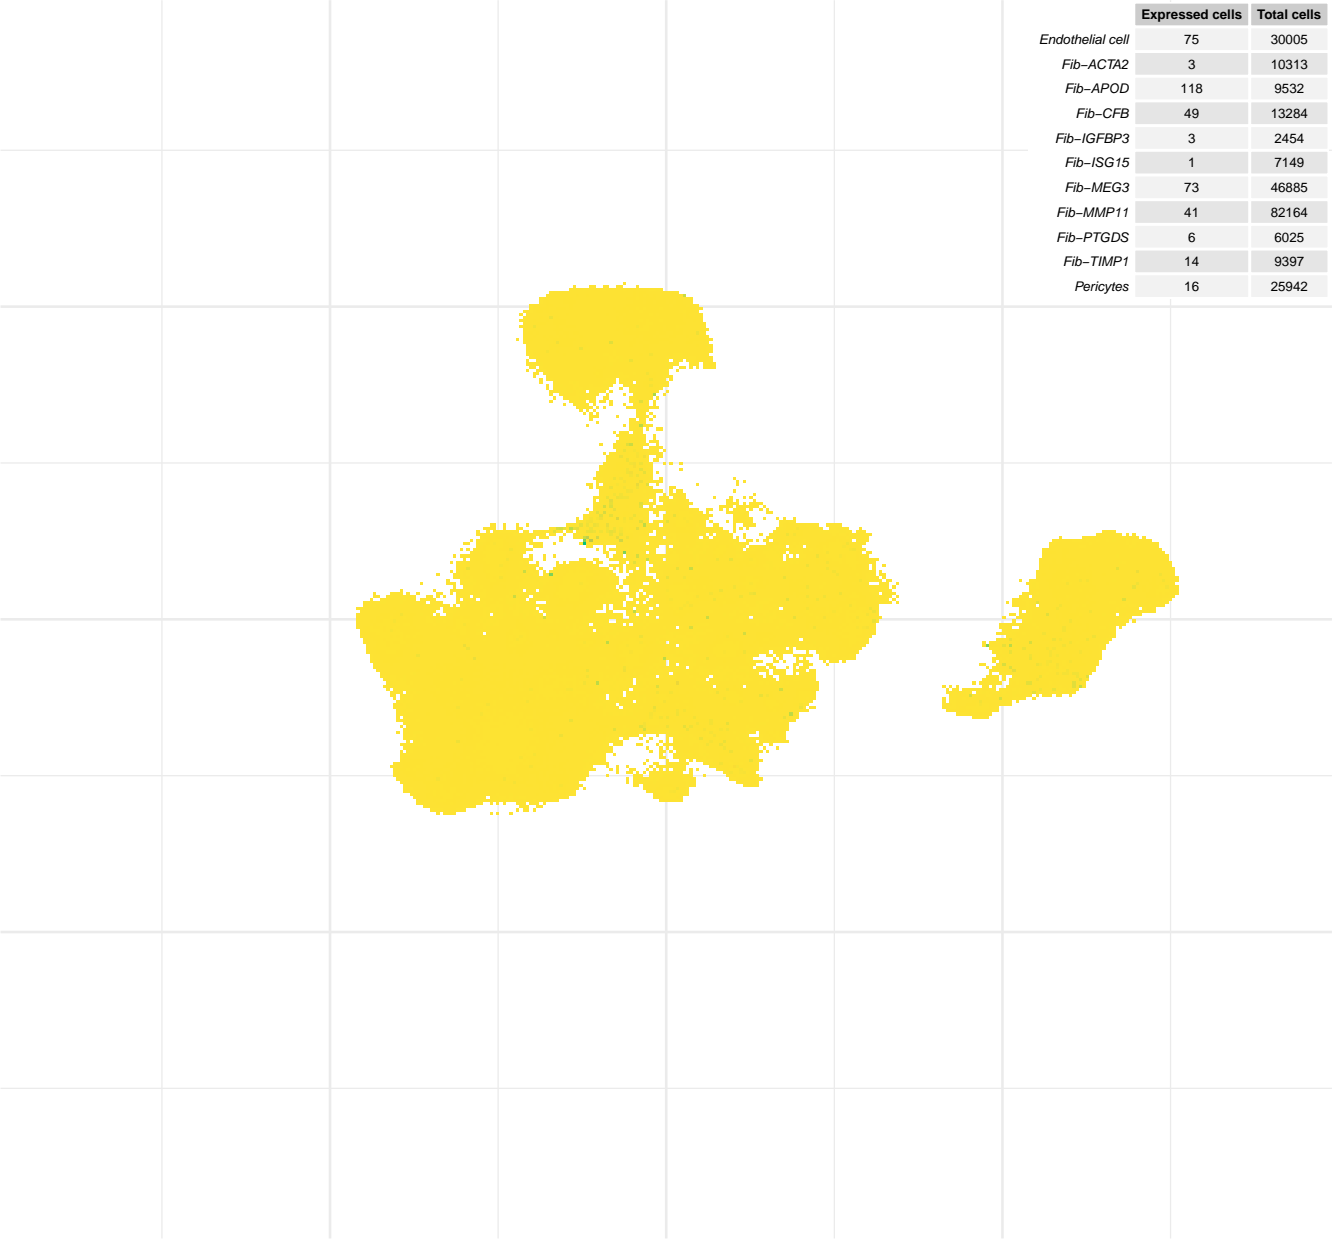 Expressed cells Total cells
Endothelial cell 75 30005
Fib−ACTA2 3 10313
Fib−APOD 118 9532
Fib−CFB 49 13284
Fib−IGFBP3 3 2454
Fib−ISG15 1 7149
Fib−MEG3 73 46885
Fib−MMP11 41 82164
Fib−PTGDS 6 6025
Fib−TIMP1 14 9397
Pericytes 16 25942